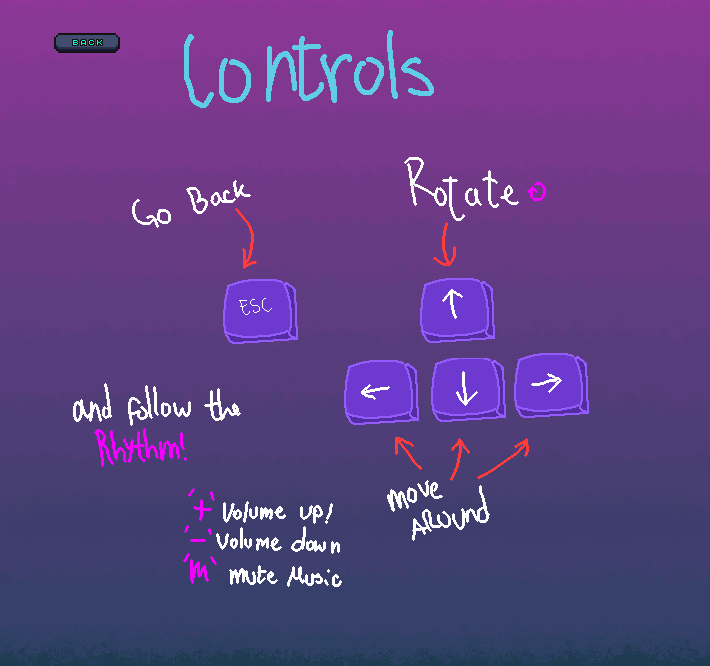 BACK
Controls
Go Back
Rotate
ESC
↑
← ↓ →
and follow the
Rhythm!
move
AROUND
"+" Volume up!
"-" Volume down
"m" mute Music